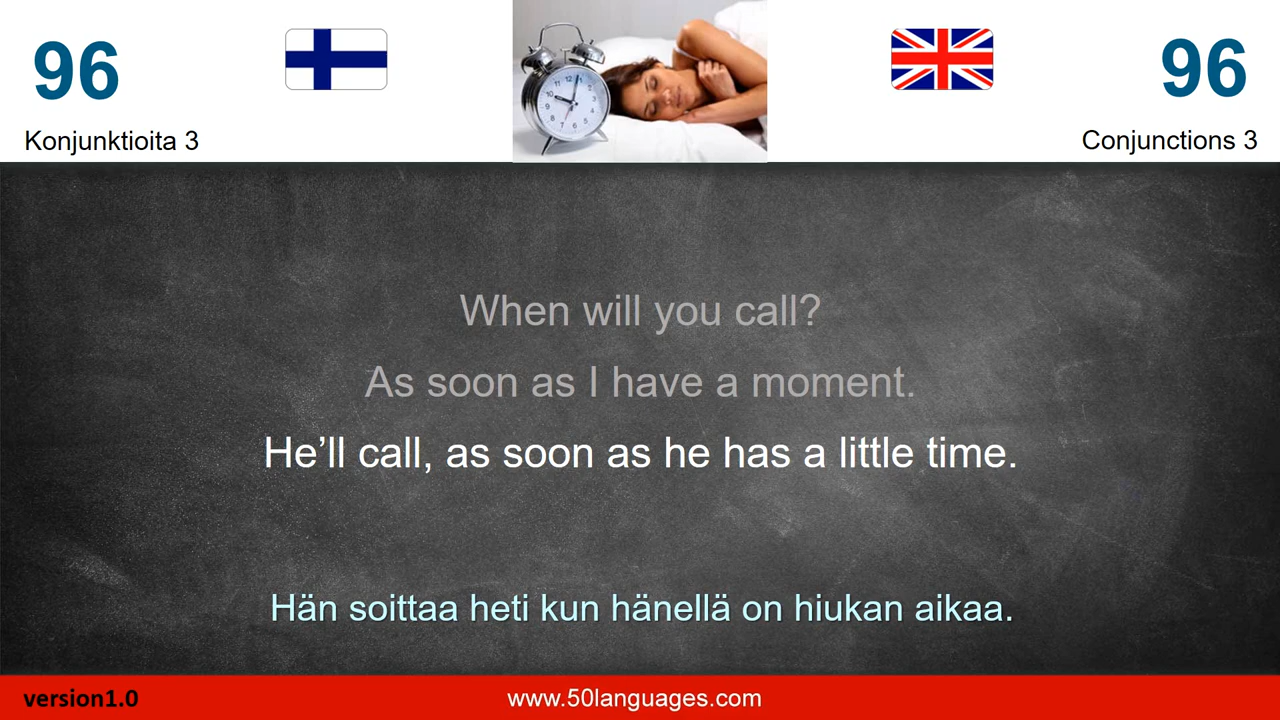 96
96
Konjunktioita 3
Conjunctions 3
When will you call?
As soon as I have a moment.
He’ll call, as soon as he has a little time.
Hän soittaa heti kun hänellä on hiukan aikaa.
version1.0
www.50languages.com